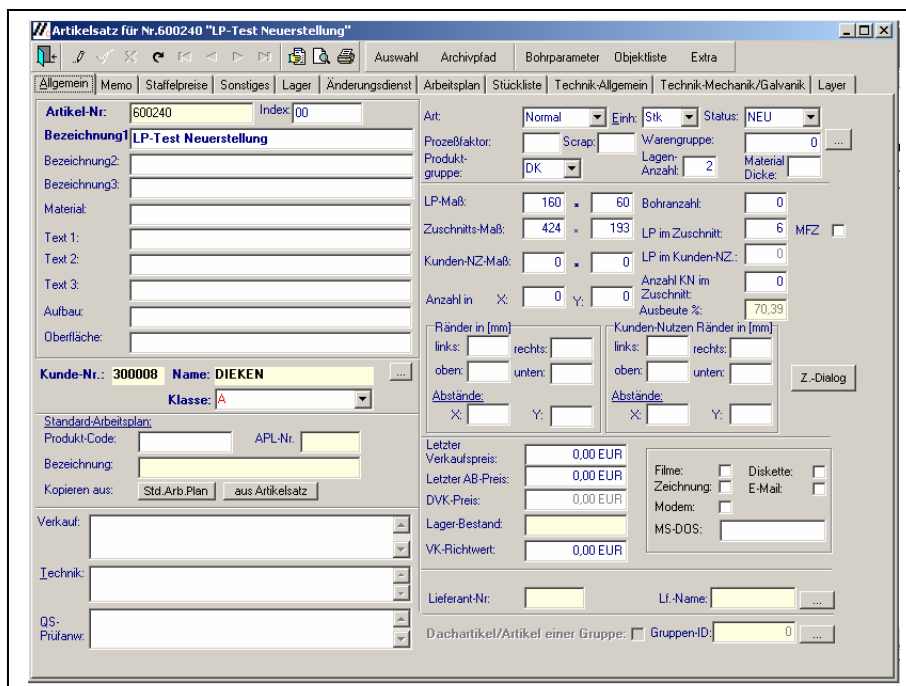 Artikelsatz für Nr.600240 "LP-Test Neuerstellung"
Auswahl Archivpfad Bohrparameter Objektliste Extra
Allgemein Memo Staffelpreise Sonstiges Lager Änderungsdienst Arbeitsplan Stückliste Technik-Allgemein Technik-Mechanik/Galvanik Layer
Artikel-Nr: 600240 Index: 00
Bezeichnung1 LP-Test Neuerstellung
Bezeichnung2:
Bezeichnung3:
Material:
Text 1:
Text 2:
Text 3:
Aufbau:
Oberfläche:
Kunde-Nr.: 300008 Name: DIEKEN ...
Klasse: A
Standard-Arbeitsplan:
Produkt-Code: APL-Nr.
Bezeichnung:
Kopieren aus: Std.Arb.Plan aus Artikelsatz
Verkauf:
Technik:
QS-
Prüfanw:
Art: Normal Einh: Stk Status: NEU
Prozeßfaktor: Scrap: Warengruppe: 0 ...
Produkt-
gruppe: DK
Lagen-
Anzahl: 2
Material
Dicke:
LP-Maß: 160 * 60 Bohranzahl: 0
Zuschnitts-Maß: 424 * 193 LP im Zuschnitt: 6 MFZ
Kunden-NZ-Maß: 0 * 0 LP im Kunden-NZ.: 0
Anzahl in X: 0 Y: 0
Anzahl KN im
Zuschnitt: 0
Ausbeute %: 70,39
Ränder in [mm]
links: rechts:
oben: unten:
Abstände:
X: Y:
Kunden-Nutzen Ränder in [mm]
links: rechts:
oben: unten:
Abstände:
X: Y:
Z.-Dialog
Letzter
Verkaufspreis: 0,00 EUR
Letzter AB-Preis: 0,00 EUR
DVK-Preis: 0,00 EUR
Lager-Bestand:
VK-Richtwert: 0,00 EUR
Filme: Diskette:
Zeichnung: E-Mail:
Modem:
MS-DOS:
Lieferant-Nr: Lf.-Name: ...
Dachartikel/Artikel einer Gruppe: Gruppen-ID: 0 ...